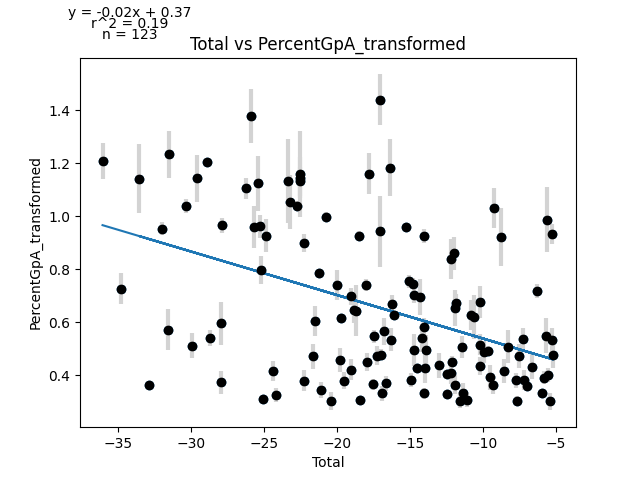 y = -0.02x + 0.37
r^2 = 0.19
n = 123
Total vs PercentGpA_transformed
1.4
1.2
1.0
0.8
0.6
0.4
PercentGpA_transformed
−35 −30 −25 −20 −15 −10 −5
Total